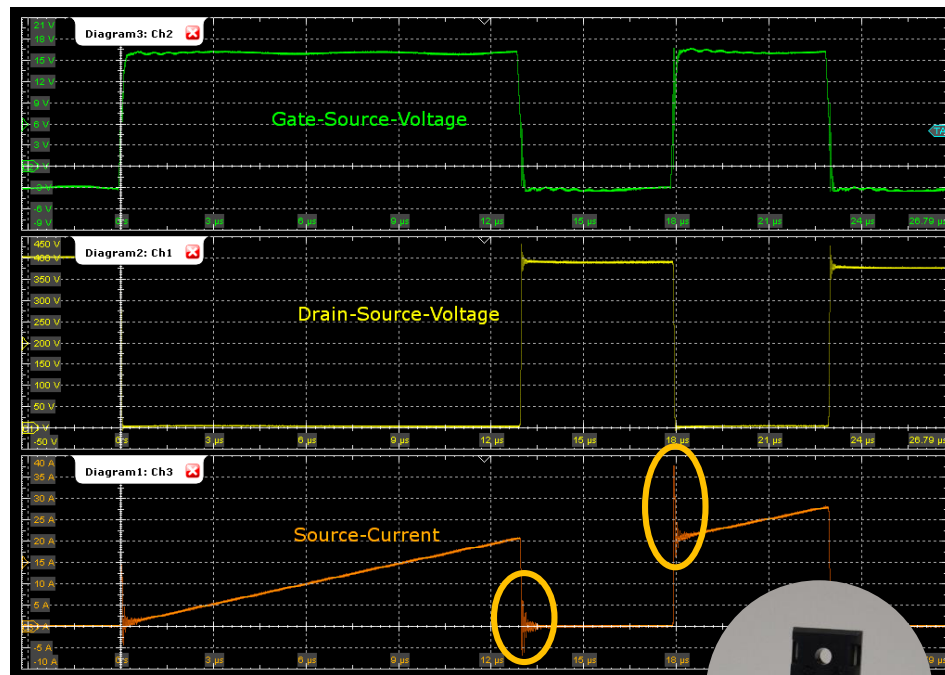 21 V
Diagram3: Ch2
18 V
15 V
12 V
9 V
Gate-Source-Voltage
6 V
TA
3 V
-3 V
-6 V
-9 V
0 s 3 µs 6 µs 9 µs 12 µs 15 µs 18 µs 21 µs 24 µs 26.79 µs
450 V
Diagram2: Ch1
400 V
350 V
300 V
Drain-Source-Voltage
250 V
200 V
150 V
100 V
50 V
-50 V
0 s 3 µs 6 µs 9 µs 12 µs 15 µs 18 µs 21 µs 24 µs 26.79 µs
40 A
Diagram1: Ch3
35 A
30 A
25 A
Source-Current
20 A
15 A
10 A
5 A
-5 A
-10 A
0 s 3 µs 6 µs 9 µs 12 µs 15 µs 18 µs